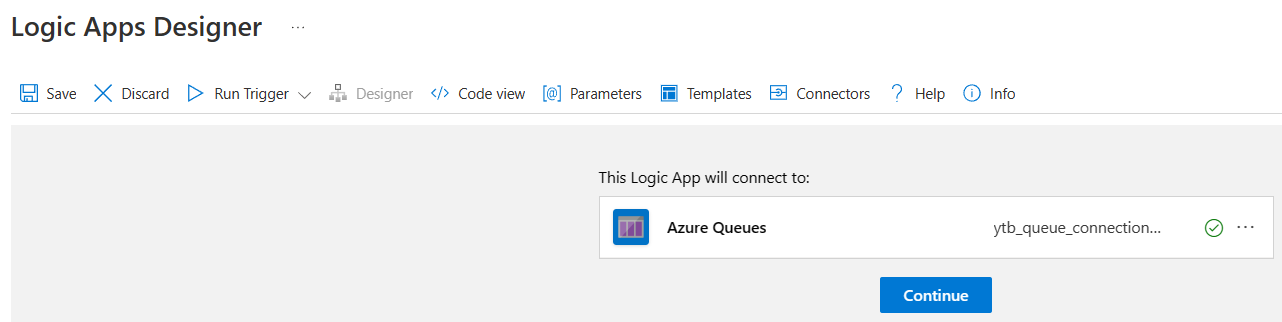 Logic Apps Designer ...
Save Discard Run Trigger Designer Code view Parameters Templates Connectors Help Info
This Logic App will connect to:
Azure Queues ytb_queue_connection... ...
Continue